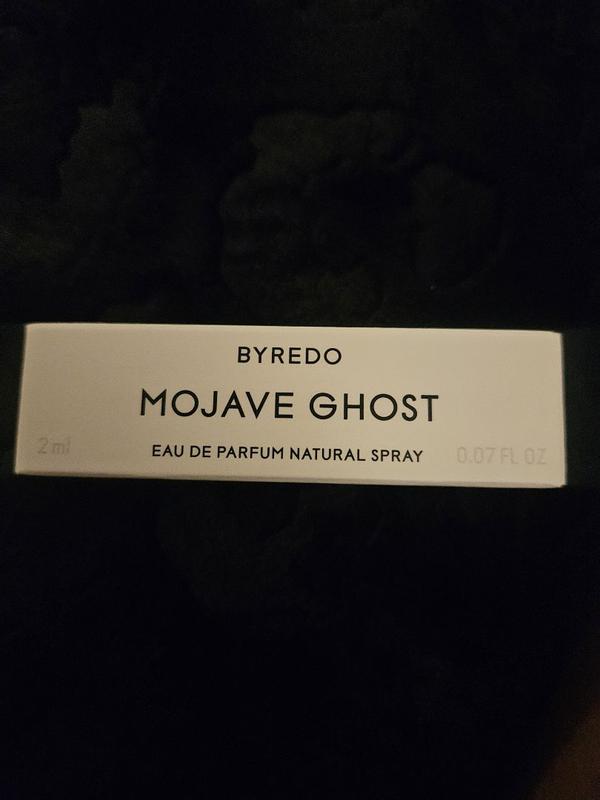 BYREDO
MOJAVE GHOST
2 ml EAU DE PARFUM NATURAL SPRAY 0.07 FL OZ